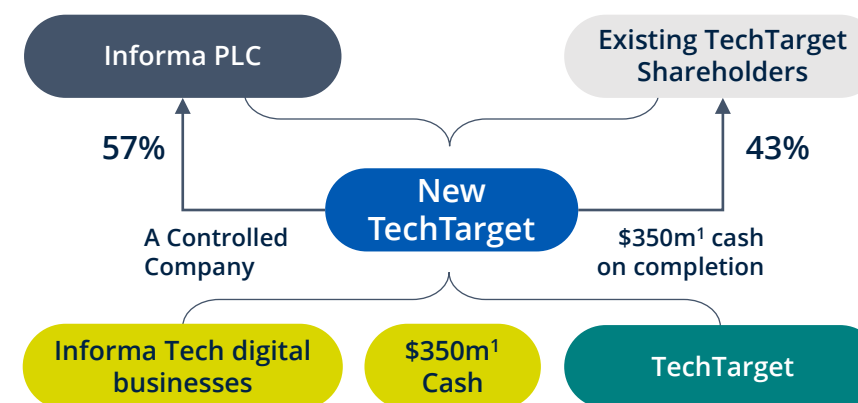 Informa PLC
Existing TechTarget
Shareholders
57%
43%
New
TechTarget
A Controlled
Company
$350m¹ cash
on completion
Informa Tech digital
businesses
$350m¹
Cash
TechTarget